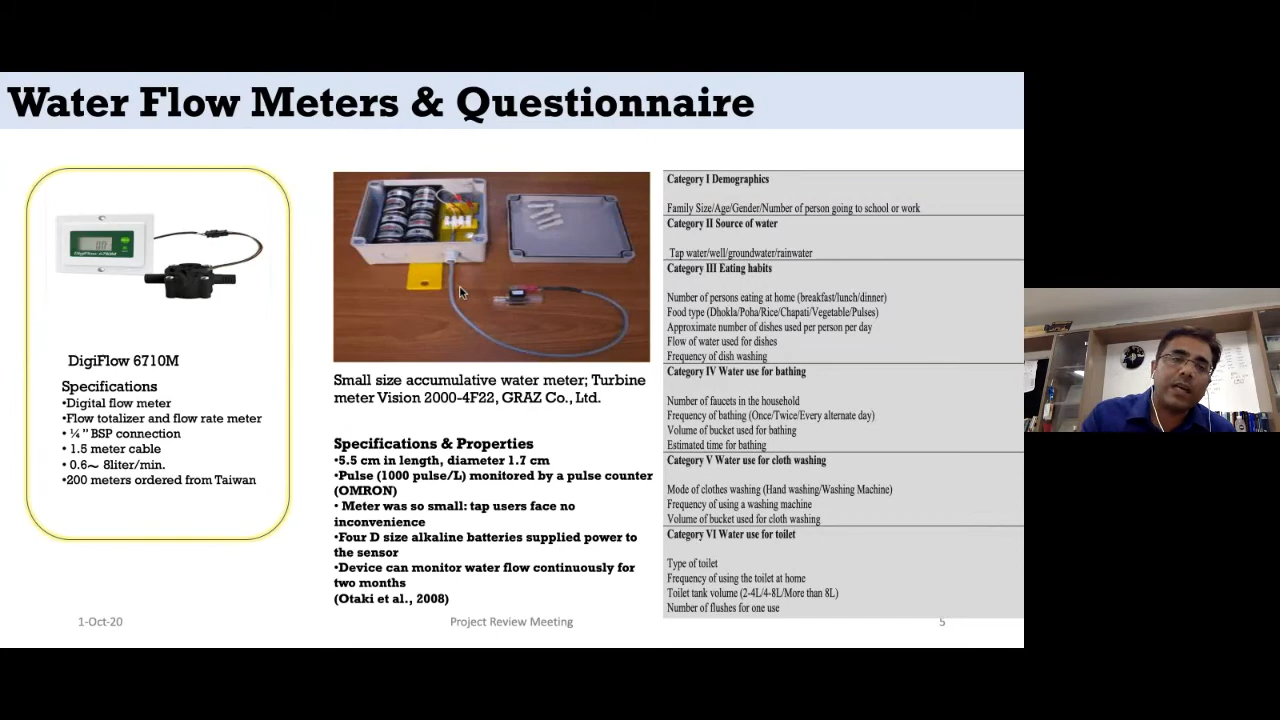 Water Flow Meters & Questionnaire
DigiFlow 6710M
DigiFlow 6710M
Specifications
•Digital flow meter
•Flow totalizer and flow rate meter
• ¼ " BSP connection
• 1.5 meter cable
• 0.6~ 8liter/min.
•200 meters ordered from Taiwan
Small size accumulative water meter; Turbine
meter Vision 2000-4F22, GRAZ Co., Ltd.
Specifications & Properties
•5.5 cm in length, diameter 1.7 cm
•Pulse (1000 pulse/L) monitored by a pulse counter
(OMRON)
• Meter was so small: tap users face no
inconvenience
•Four D size alkaline batteries supplied power to
the sensor
•Device can monitor water flow continuously for
two months
(Otaki et al., 2008)
Category I Demographics
Family Size/Age/Gender/Number of person going to school or work
Category II Source of water
Tap water/well/groundwater/rainwater
Category III Eating habits
Number of persons eating at home (breakfast/lunch/dinner)
Food type (Dhokla/Poha/Rice/Chapati/Vegetable/Pulses)
Approximate number of dishes used per person per day
Flow of water used for dishes
Frequency of dish washing
Category IV Water use for bathing
Number of faucets in the household
Frequency of bathing (Once/Twice/Every alternate day)
Volume of bucket used for bathing
Estimated time for bathing
Category V Water use for cloth washing
Mode of clothes washing (Hand washing/Washing Machine)
Frequency of using a washing machine
Volume of bucket used for cloth washing
Category VI Water use for toilet
Type of toilet
Frequency of using the toilet at home
Toilet tank volume (2-4L/4-8L/More than 8L)
Number of flushes for one use
1-Oct-20
Project Review Meeting
5